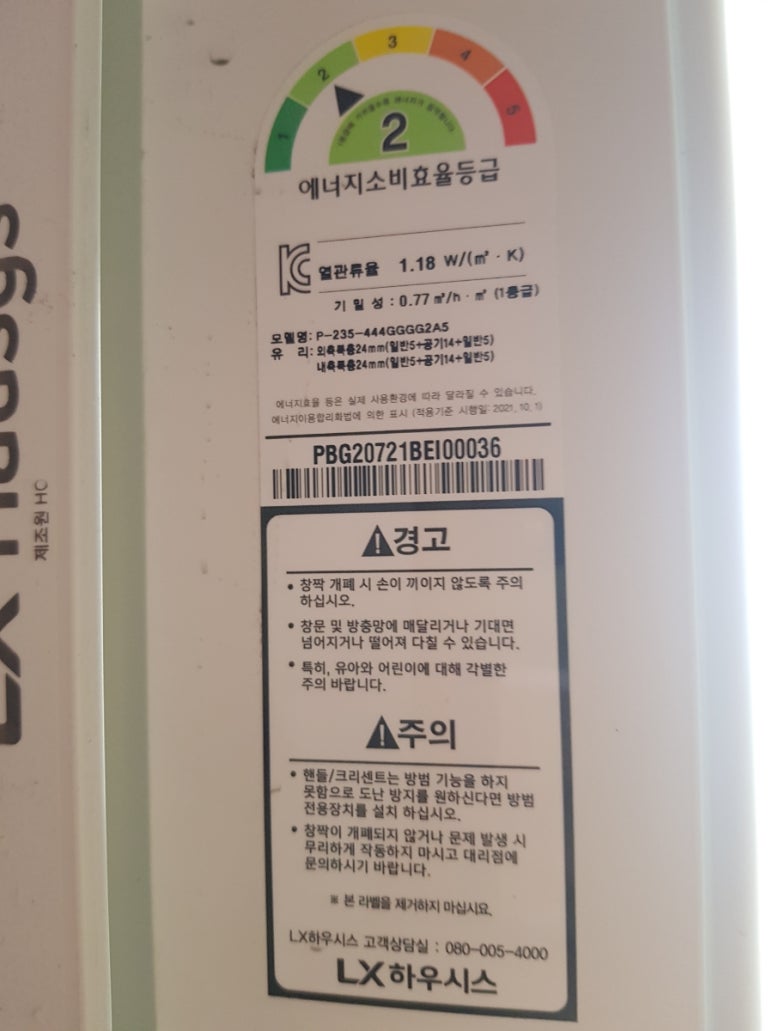 1
2
3
4
5
2
에너지소비효율등급
열관류율 1.18 W/(㎡ · K)
기 밀 성 : 0.77 ㎥/h · ㎡ (1등급)
모델명: P-235-444GGGG2A5
유 리: 외측복층24mm(일반5+공기14+일반5)
내측복층24mm(일반5+공기14+일반5)
에너지효율 등은 실제 사용환경에 따라 달라질 수 있습니다.
에너지이용합리화법에 의한 표시 (적용기준 시행일: 2021. 10. 1)
PBG20721BEI00036
경고
• 창짝 개폐 시 손이 끼이지 않도록 주의
하십시오.
• 창문 및 방충망에 매달리거나 기대면
넘어지거나 떨어져 다칠 수 있습니다.
• 특히, 유아와 어린이에 대해 각별한
주의 바랍니다.
주의
• 핸들/크리센트는 방범 기능을 하지
못함으로 도난 방지를 원하신다면 방범
전용장치를 설치 하십시오.
• 창짝이 개폐되지 않거나 문제 발생 시
무리하게 작동하지 마시고 대리점에
문의하시기 바랍니다.
※ 본 라벨을 제거하지 마십시요.
LX하우시스 고객상담실 : 080-005-4000
LX하우시스
LX Hausys
제조원 HC